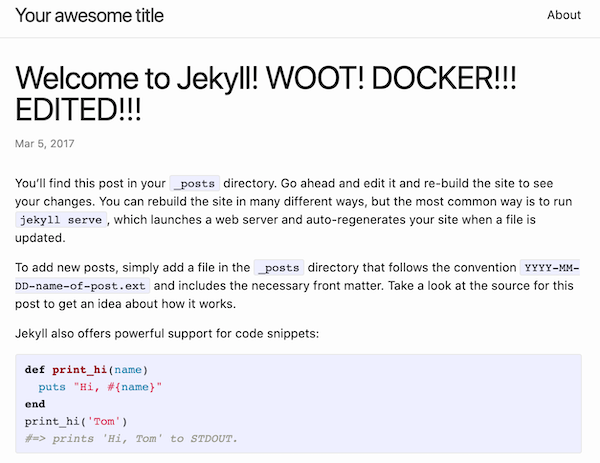 Your awesome title
About
Welcome to Jekyll! WOOT! DOCKER!!!
EDITED!!!
Mar 5, 2017
You’ll find this post in your _posts directory. Go ahead and edit it and re-build the site to see
your changes. You can rebuild the site in many different ways, but the most common way is to run
jekyll serve, which launches a web server and auto-regenerates your site when a file is
updated.
To add new posts, simply add a file in the _posts directory that follows the convention YYYY-MM-
DD-name-of-post.ext and includes the necessary front matter. Take a look at the source for this
post to get an idea about how it works.
Jekyll also offers powerful support for code snippets:
def print_hi(name)
  puts "Hi, #{name}"
end
print_hi('Tom')
#=> prints 'Hi, Tom' to STDOUT.